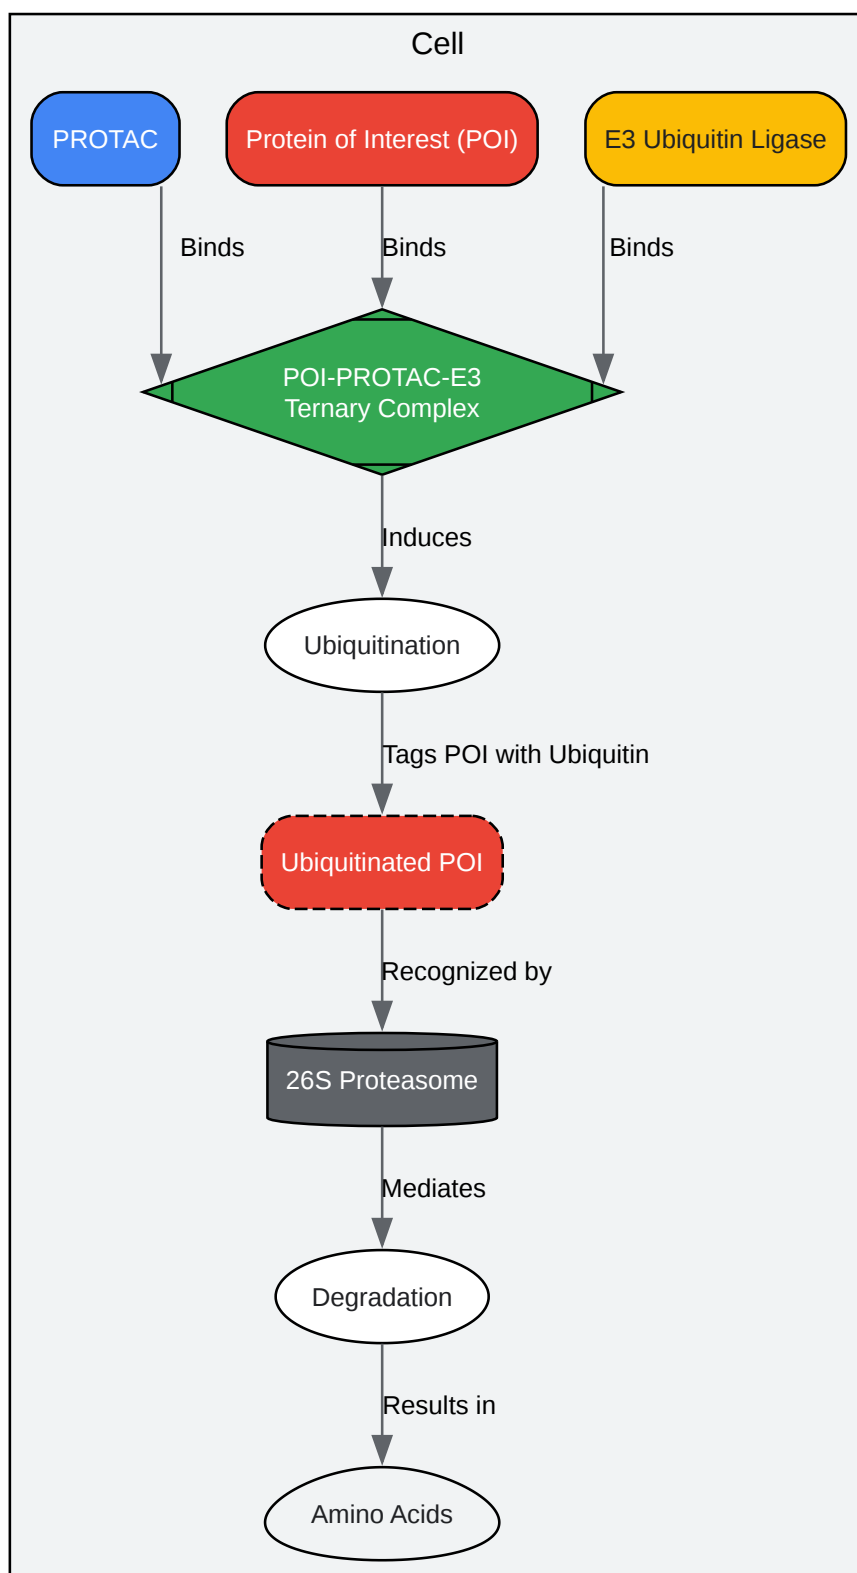 Cell
PROTAC
Protein of Interest (POI)
E3 Ubiquitin Ligase
Binds
Binds
Binds
POI-PROTAC-E3
Ternary Complex
Induces
Ubiquitination
Tags POI with Ubiquitin
Ubiquitinated POI
Recognized by
26S Proteasome
Mediates
Degradation
Results in
Amino Acids